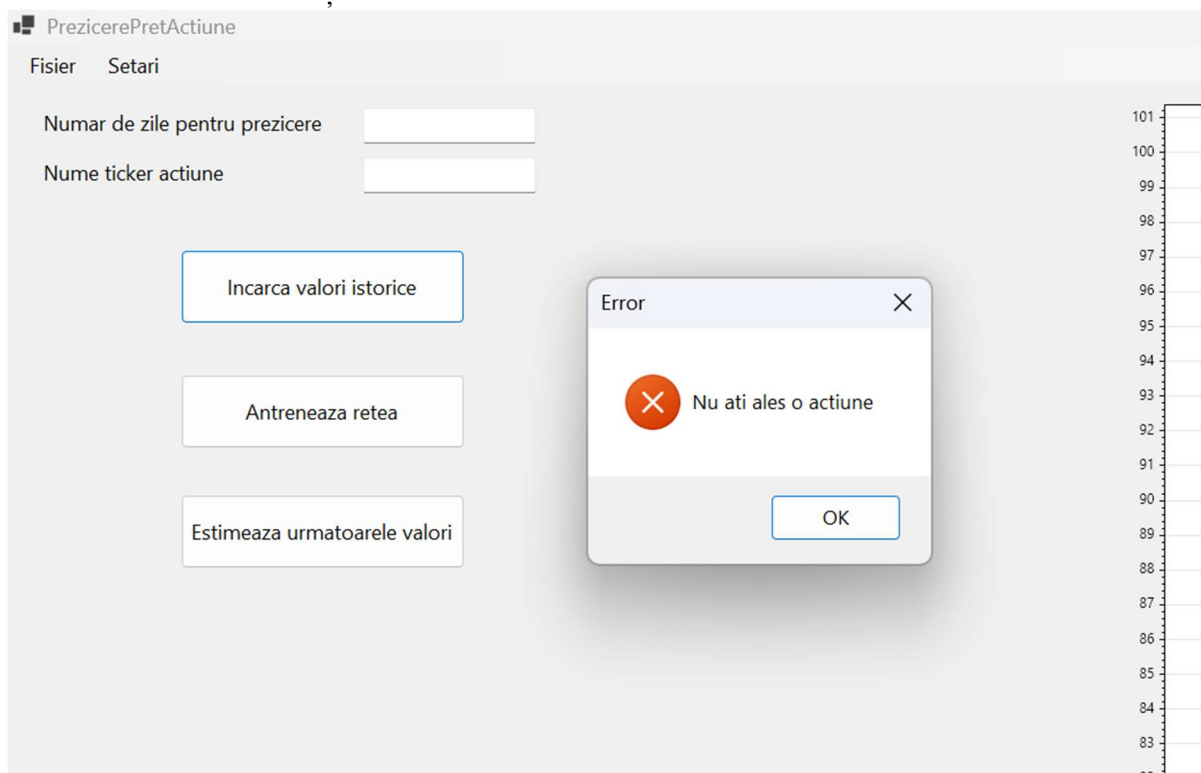 PrezicerePretActiune
Fisier Setari
Numar de zile pentru prezicere
Nume ticker actiune
Incarca valori istorice
Antreneaza retea
Estimeaza urmatoarele valori
Error
Nu ati ales o actiune
OK
101
100
99
98
97
96
95
94
93
92
91
90
89
88
87
86
85
84
83